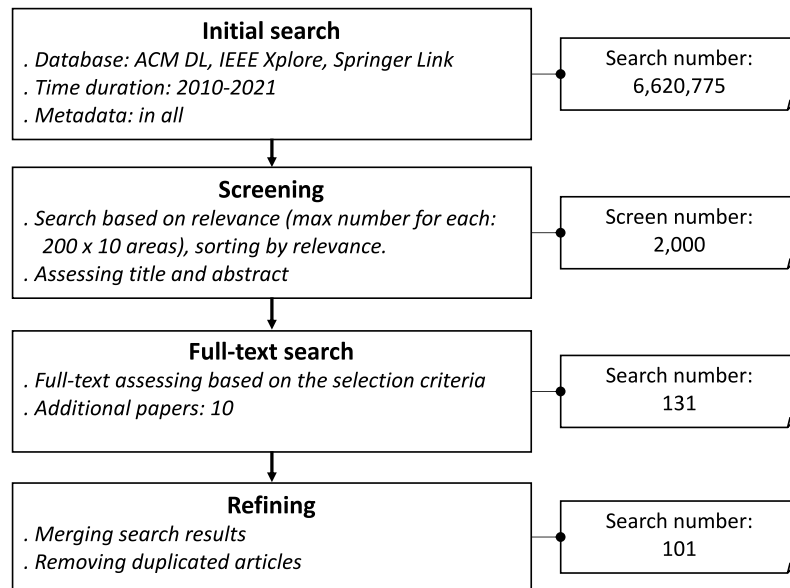 Initial search
. Database: ACM DL, IEEE Xplore, Springer Link
. Time duration: 2010-2021
. Metadata: in all
Search number:
6,620,775
Screening
. Search based on relevance (max number for each:
200 x 10 areas), sorting by relevance.
. Assessing title and abstract
Screen number:
2,000
Full-text search
. Full-text assessing based on the selection criteria
. Additional papers: 10
Search number:
131
Refining
. Merging search results
. Removing duplicated articles
Search number:
101